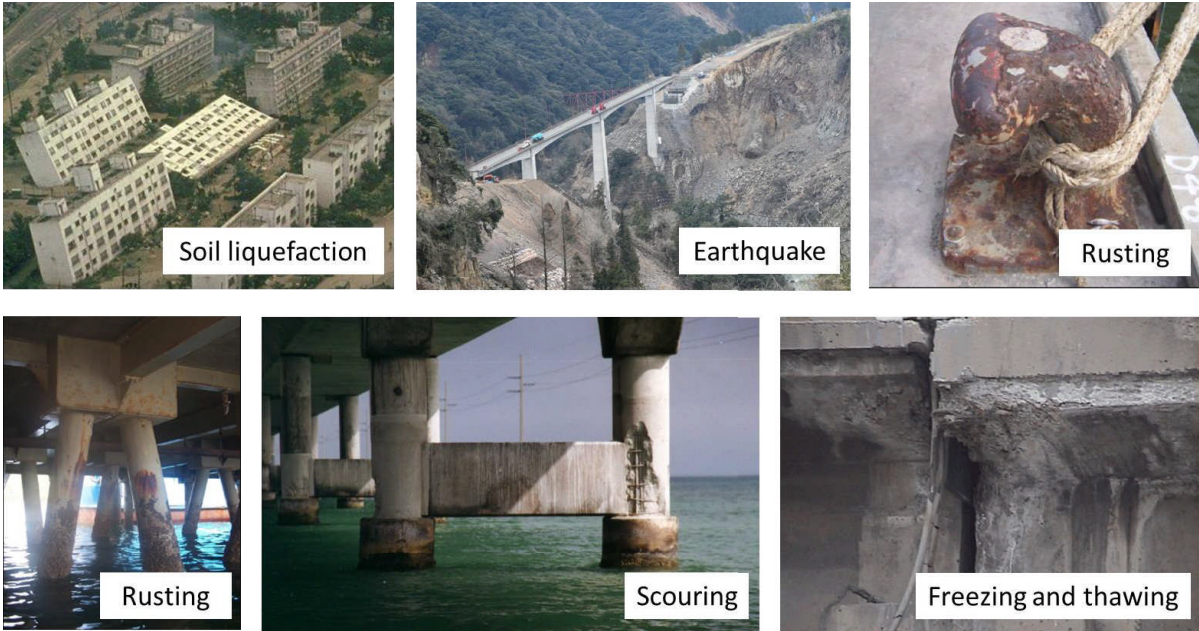 Soil liquefaction
Earthquake
Rusting
Rusting
Scouring
Freezing and thawing